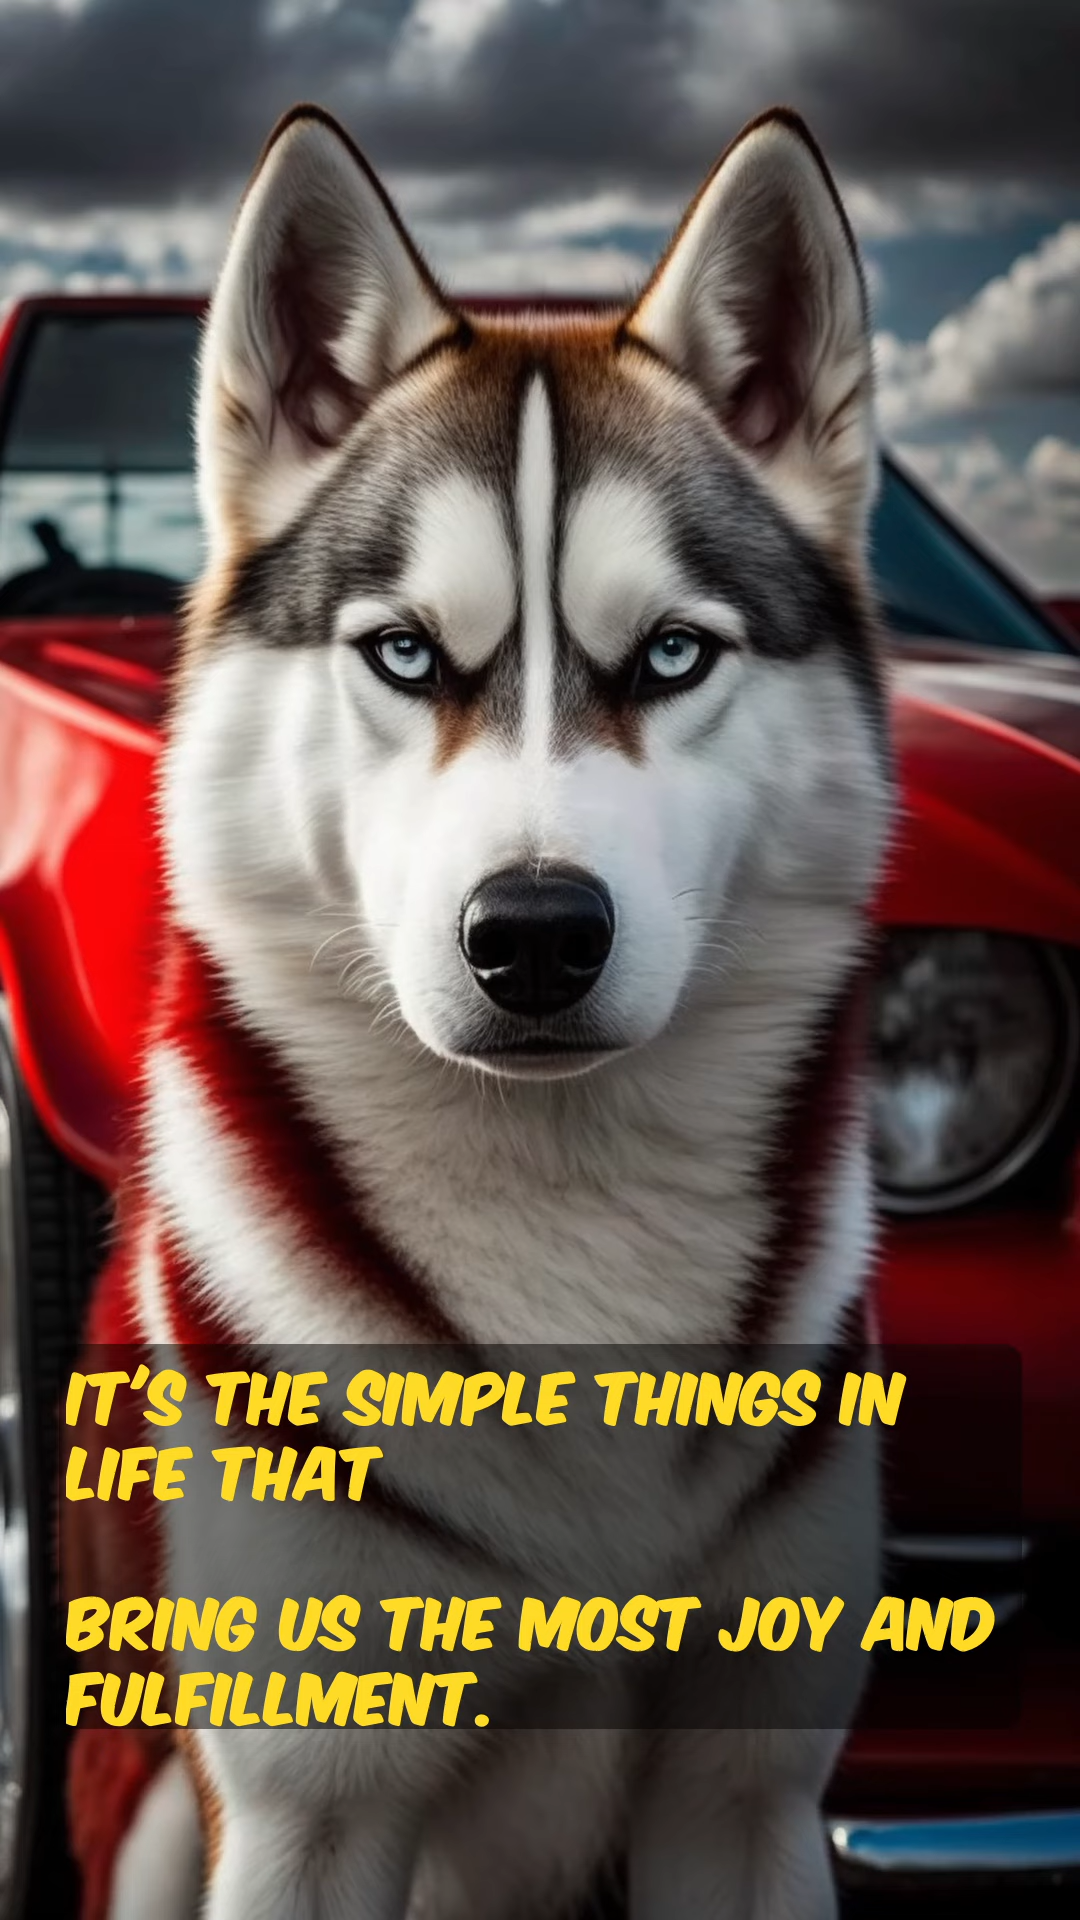 IT'S THE SIMPLE THINGS IN
LIFE THAT
BRING US THE MOST JOY AND
FULFILLMENT.